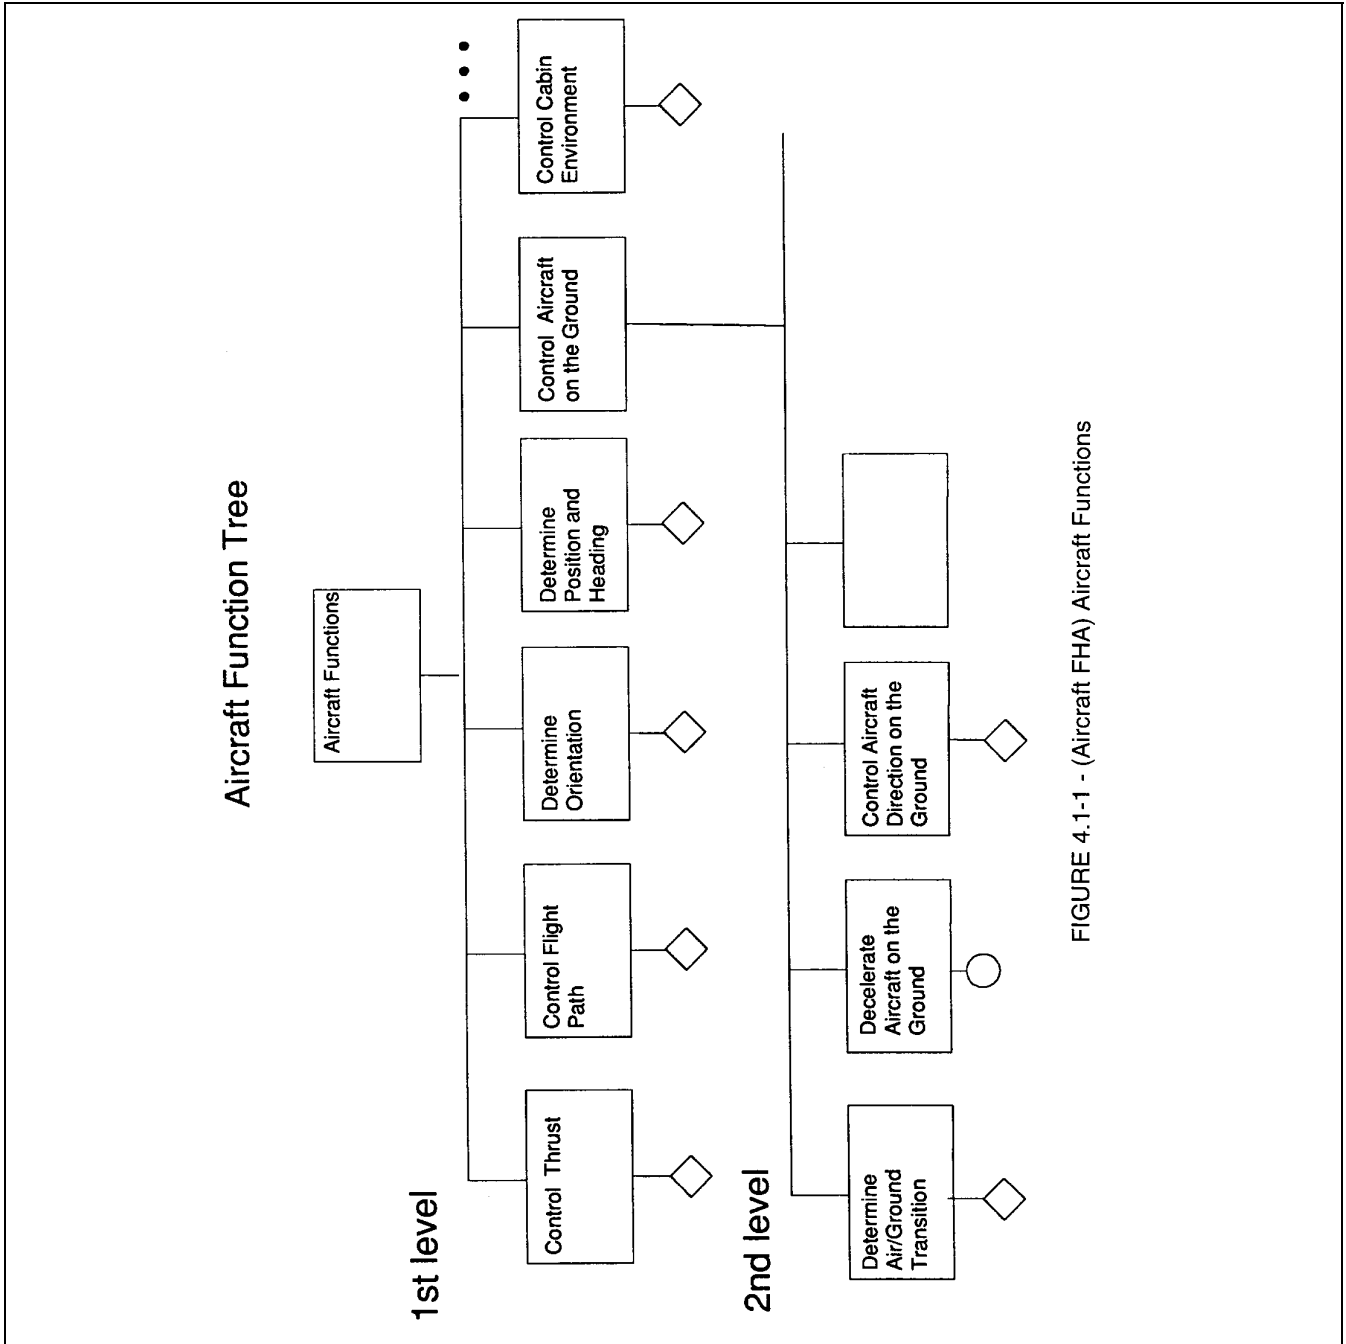 Aircraft Function Tree
Aircraft Functions
1st level
Control Thrust
Control Flight
Path
Determine
Orientation
Determine
Position and
Heading
Control Aircraft
on the Ground
Control Cabin
Environment
2nd level
Determine
Air/Ground
Transition
Decelerate
Aircraft on the
Ground
Control Aircraft
Direction on the
Ground
FIGURE 4.1-1 - (Aircraft FHA) Aircraft Functions